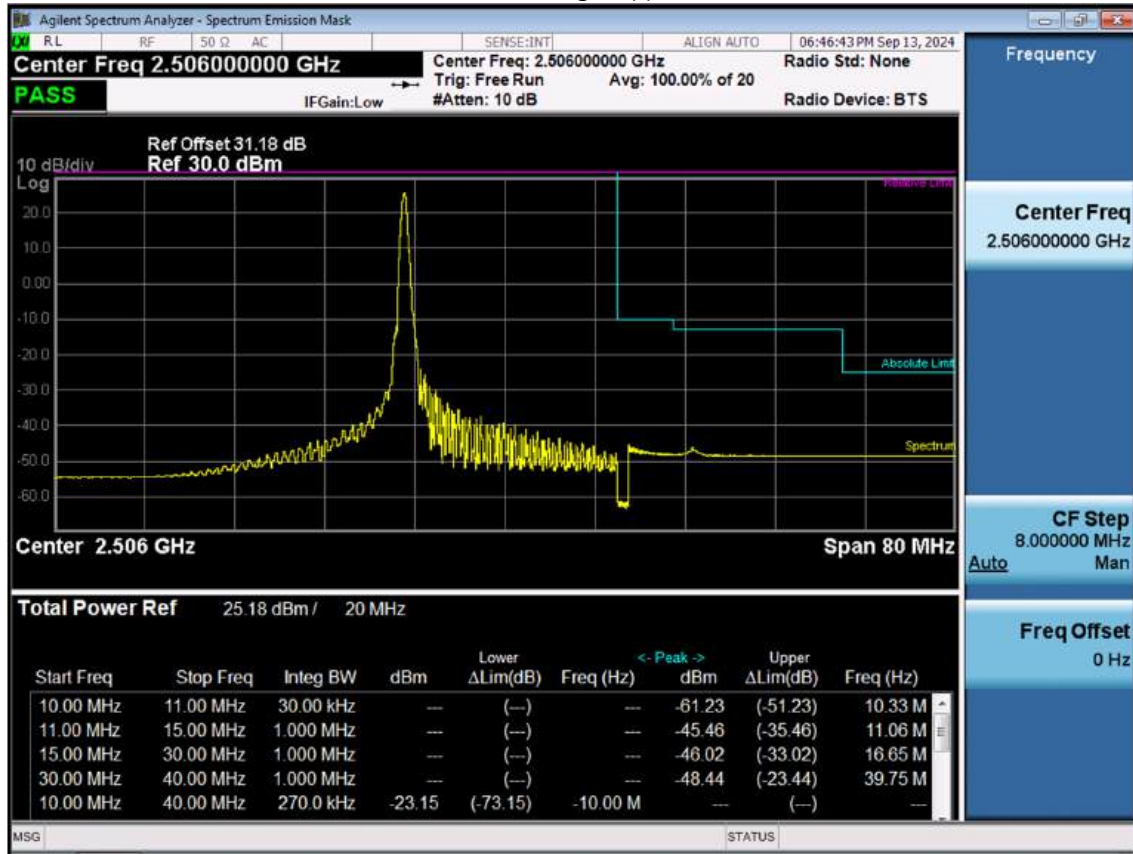 Agilent Spectrum Analyzer - Spectrum Emission Mask
RL RF 50 Ω AC SENSE:INT ALIGN AUTO 06:46:43 PM Sep 13, 2024
Center Freq 2.506000000 GHz
Center Freq: 2.506000000 GHz
Radio Std: None
Trig: Free Run Avg: 100.00% of 20
PASS
IFGain:Low
#Atten: 10 dB
Radio Device: BTS
Ref Offset 31.18 dB
10 dB/div Ref 30.0 dBm
Log
Relative Limit
20.0
10.0
0.00
-10.0
-20.0
Absolute Limit
-30.0
-40.0
Spectrum
-50.0
-60.0
Center 2.506 GHz Span 80 MHz
Total Power Ref 25.18 dBm / 20 MHz
Lower <- Peak -> Upper
Start Freq Stop Freq Integ BW dBm ΔLim(dB) Freq (Hz) dBm ΔLim(dB) Freq (Hz)
10.00 MHz 11.00 MHz 30.00 kHz --- (---) --- -61.23 (-51.23) 10.33 M
11.00 MHz 15.00 MHz 1.000 MHz --- (---) --- -45.46 (-35.46) 11.06 M
15.00 MHz 30.00 MHz 1.000 MHz --- (---) --- -46.02 (-33.02) 16.65 M
30.00 MHz 40.00 MHz 1.000 MHz --- (---) --- -48.44 (-23.44) 39.75 M
10.00 MHz 40.00 MHz 270.0 kHz -23.15 (-73.15) -10.00 M --- (---) ---
MSG STATUS
Frequency
Center Freq
2.506000000 GHz
CF Step
8.000000 MHz
Auto Man
Freq Offset
0 Hz